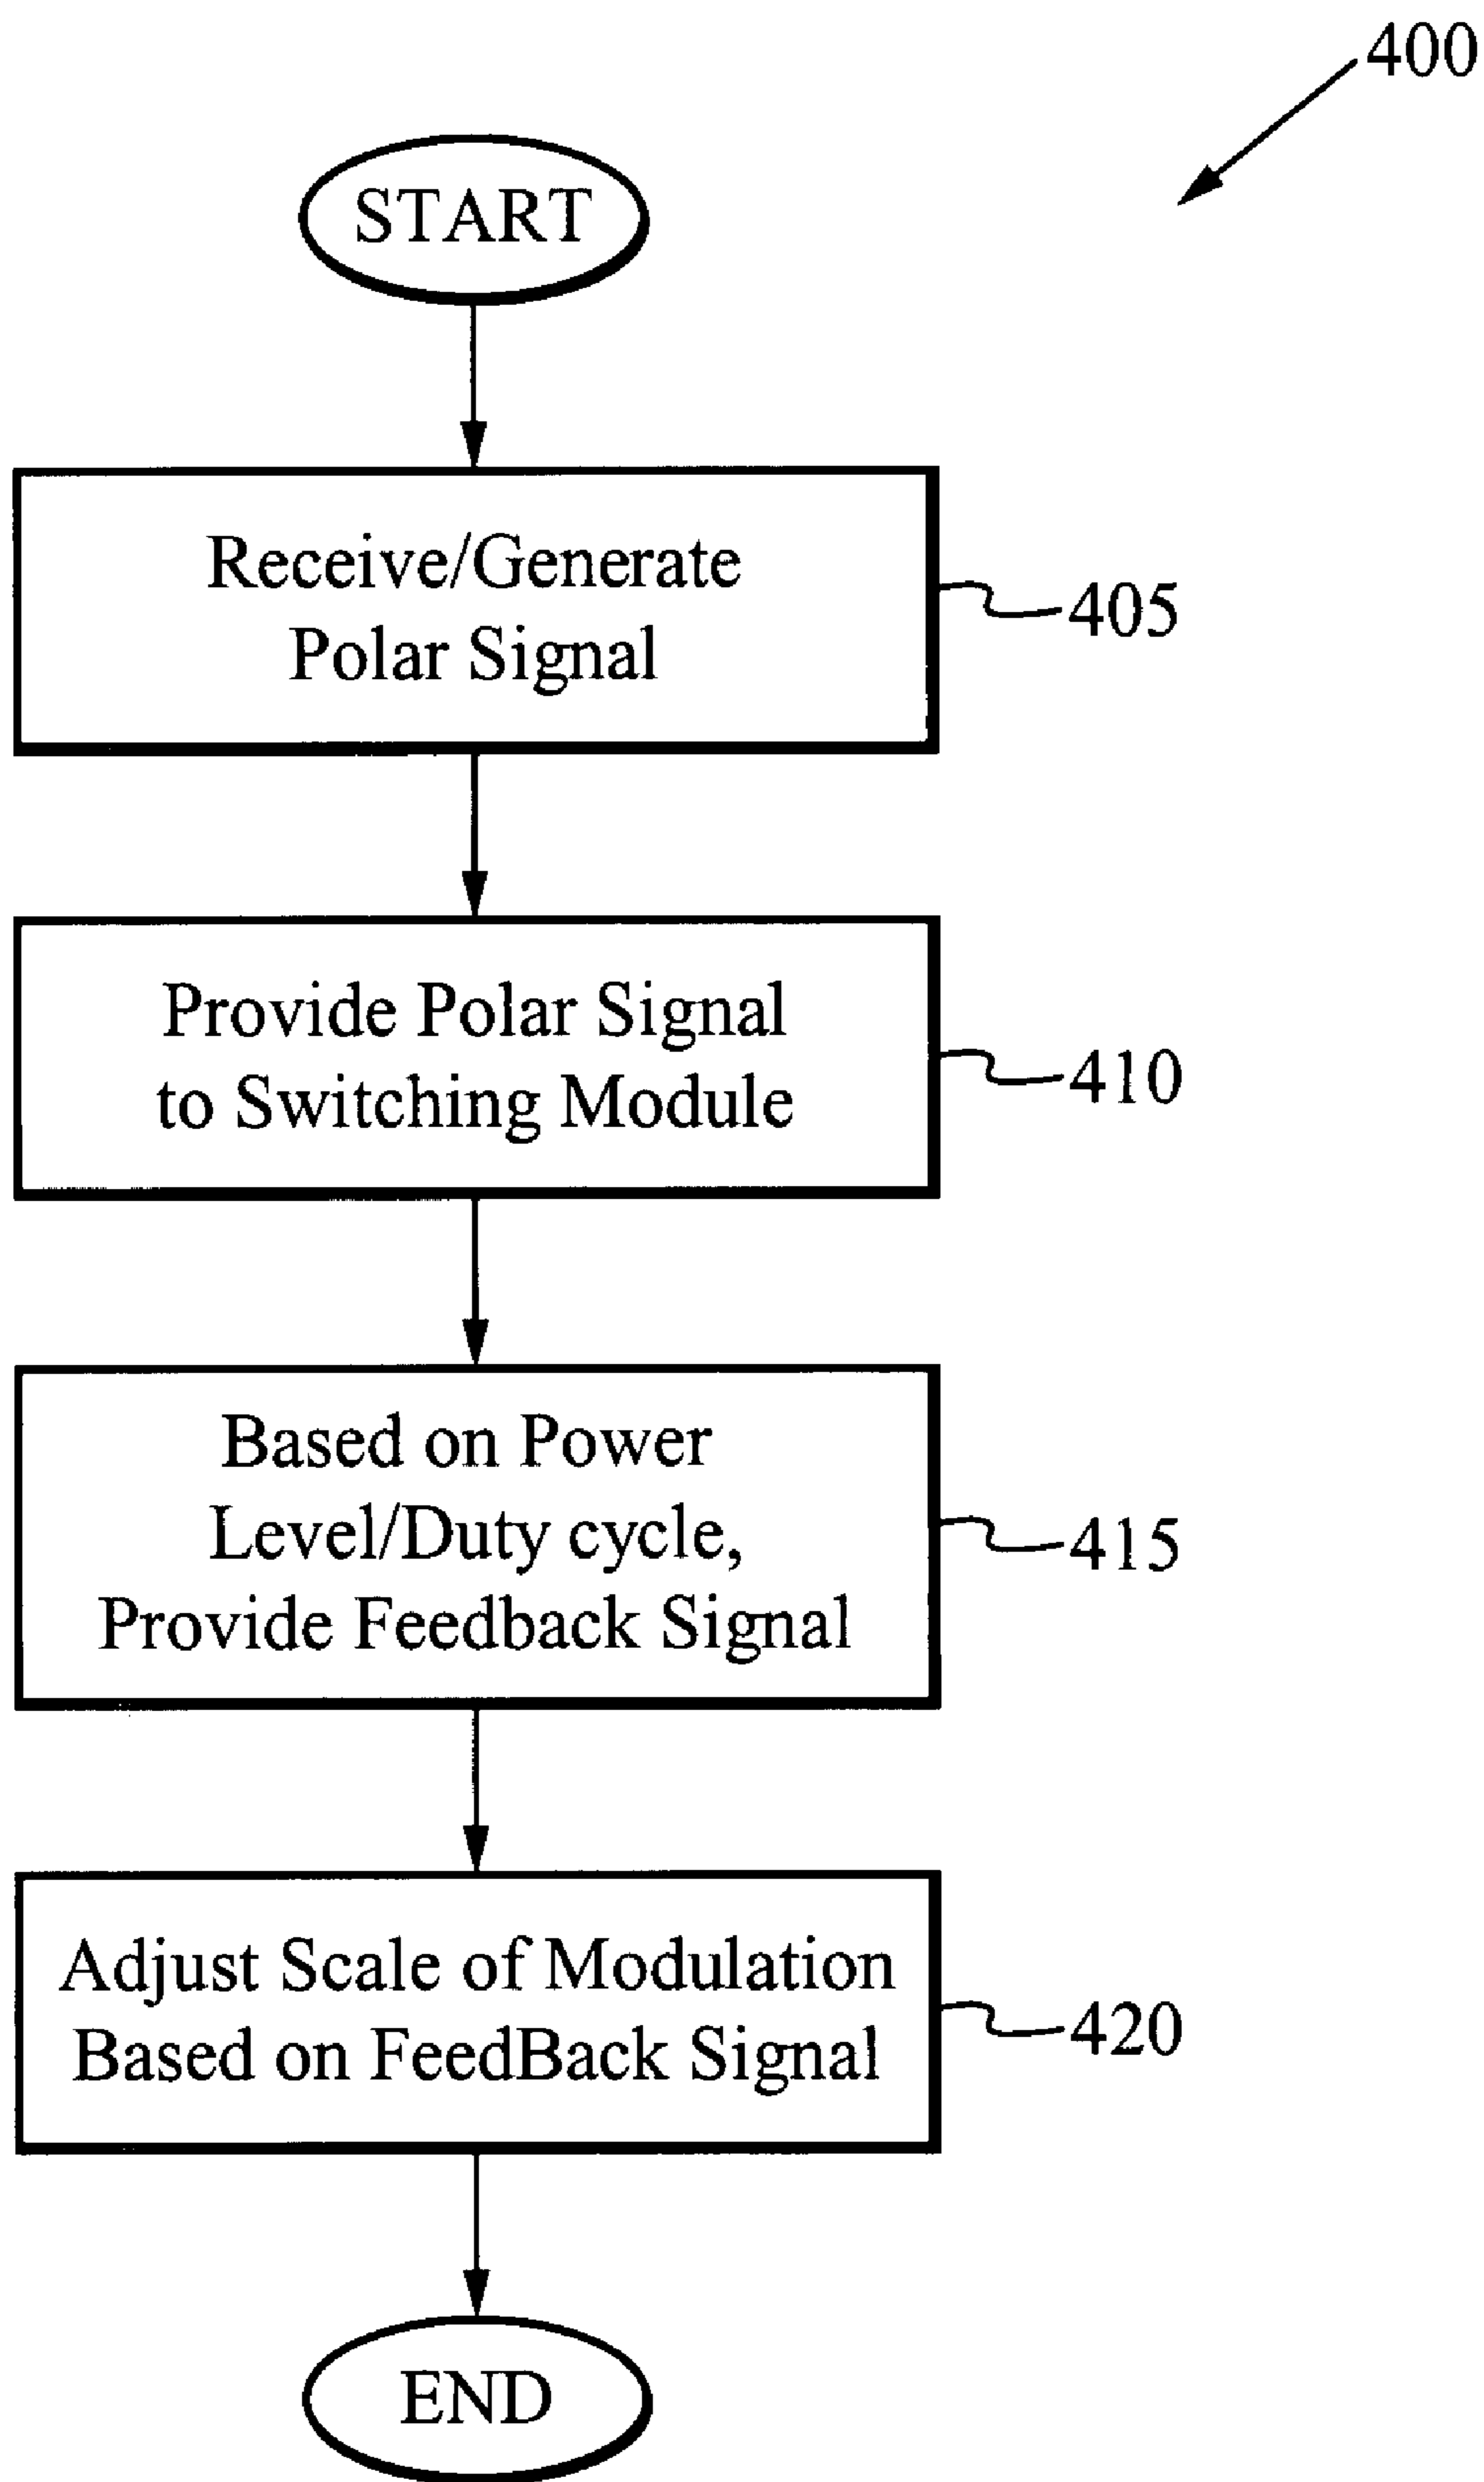 400
START
Receive/Generate
Polar Signal
405
Provide Polar Signal
to Switching Module
410
Based on Power
Level/Duty cycle,
Provide Feedback Signal
415
Adjust Scale of Modulation
Based on FeedBack Signal
420
END